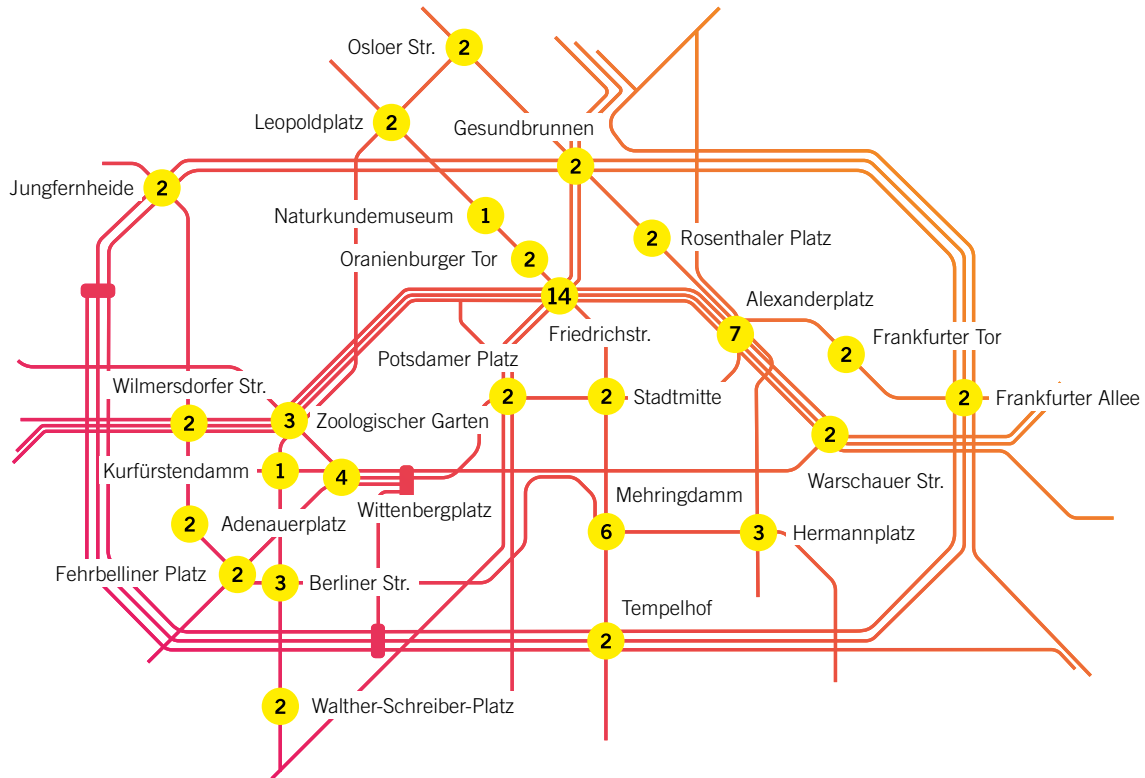 Osloer Str. 2
Leopoldplatz 2
Gesundbrunnen
2
Jungfernheide 2
Naturkundemuseum 1
2 Rosenthaler Platz
Oranienburger Tor 2
14
Friedrichstr.
Alexanderplatz
7
Frankfurter Tor
2
Potsdamer Platz
2
Wilmersdorfer Str.
2
2 Stadtmitte
2 Frankfurter Allee
3 Zoologischer Garten
2
Warschauer Str.
Kurfürstendamm 1
4
Wittenbergplatz
Mehringdamm
6
2 Adenauerplatz
3 Hermannplatz
Fehrbelliner Platz 2
3 Berliner Str.
Tempelhof
2
2 Walther-Schreiber-Platz